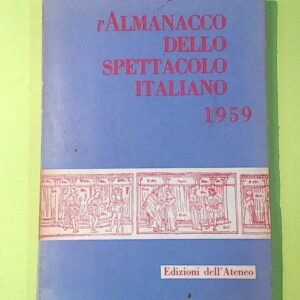 l'ALMANACCO
DELLO
SPETTACOLO
ITALIANO
1959
Edizioni dell'Ateneo